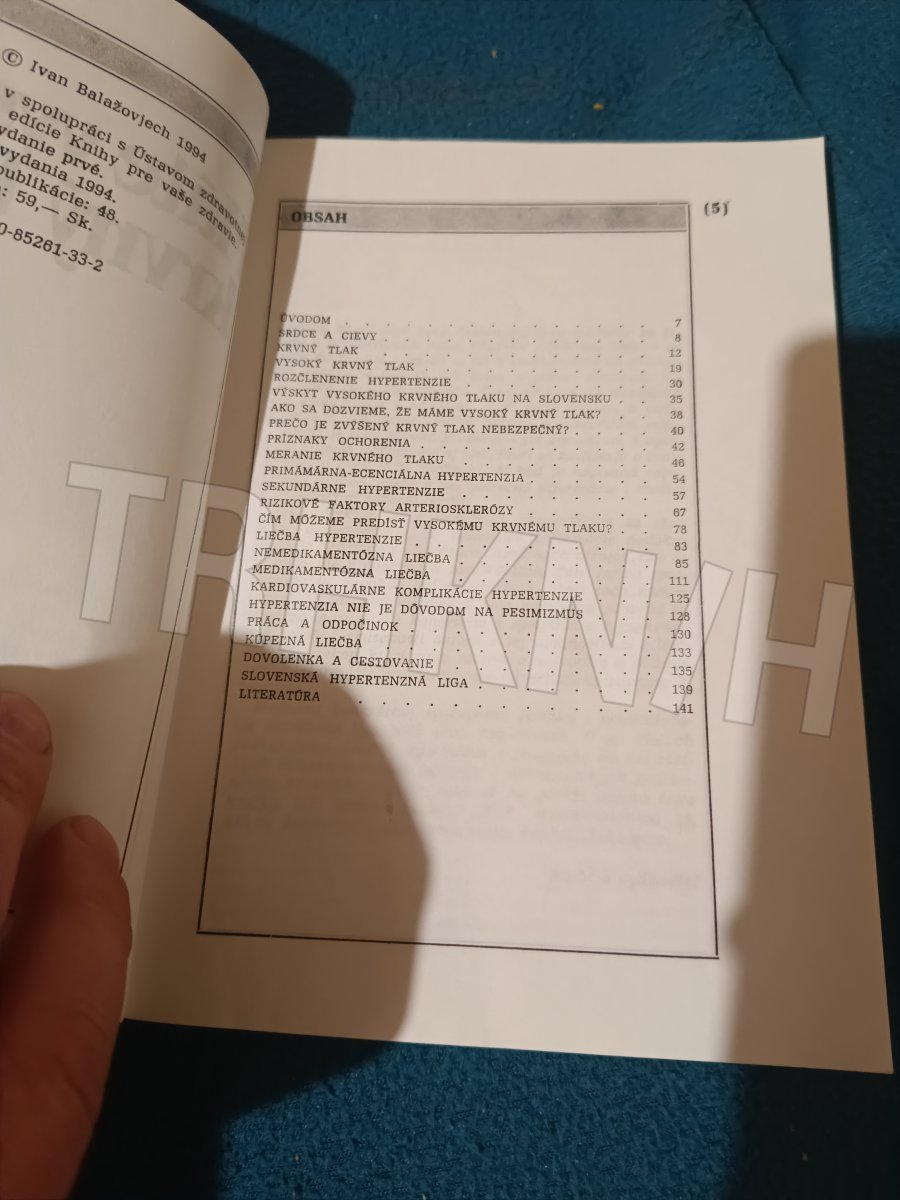 © Ivan Balažovjech 1994
v spolupráci s Ústavom zdravotnej
edície Knihy pre vaše zdravie.
vydanie prvé.
vydania 1994.
publikácie: 48.
: 59,— Sk.
0-85261-33-2
OBSAH
(5)
ÚVODOM . . . . . . . . . . . . 7
SRDCE A CIEVY . . . . . . . . . . . 8
KRVNÝ TLAK . . . . . . . . . . . 12
VYSOKÝ KRVNÝ TLAK . . . . . . . . . 19
ROZČLENENIE HYPERTENZIE . . . . . . . . 30
VÝSKYT VYSOKÉHO KRVNÉHO TLAKU NA SLOVENSKU . . 35
AKO SA DOZVIEME, ŽE MÁME VYSOKÝ KRVNÝ TLAK? . . 38
PREČO JE ZVÝŠENÝ KRVNÝ TLAK NEBEZPEČNÝ? . . . . 40
PRÍZNAKY OCHORENIA . . . . . . . . . 42
MERANIE KRVNÉHO TLAKU . . . . . . . . 46
PRIMÁMÁRNA-ECENCIÁLNA HYPERTENZIA . . . . . 54
SEKUNDÁRNE HYPERTENZIE . . . . . . . . 57
RIZIKOVÉ FAKTORY ARTERIOSKLERÓZY . . . . . 67
ČÍM MÔŽEME PREDÍSŤ VYSOKÉMU KRVNÉMU TLAKU? . . 78
LIEČBA HYPERTENZIE . . . . . . . . . 83
NEMEDIKAMENTÓZNA LIEČBA . . . . . . . . 85
MEDIKAMENTÓZNA LIEČBA . . . . . . . . 111
KARDIOVASKULÁRNE KOMPLIKÁCIE HYPERTENZIE . . . 125
HYPERTENZIA NIE JE DÔVODOM NA PESIMIZMUS . . . 128
PRÁCA A ODPOČINOK . . . . . . . . . 130
KÚPEĽNÁ LIEČBA . . . . . . . . . . 133
DOVOLENKA A CESTOVANIE . . . . . . . . 135
SLOVENSKÁ HYPERTENZNÁ LIGA . . . . . . . 139
LITERATÚRA . . . . . . . . . . . 141